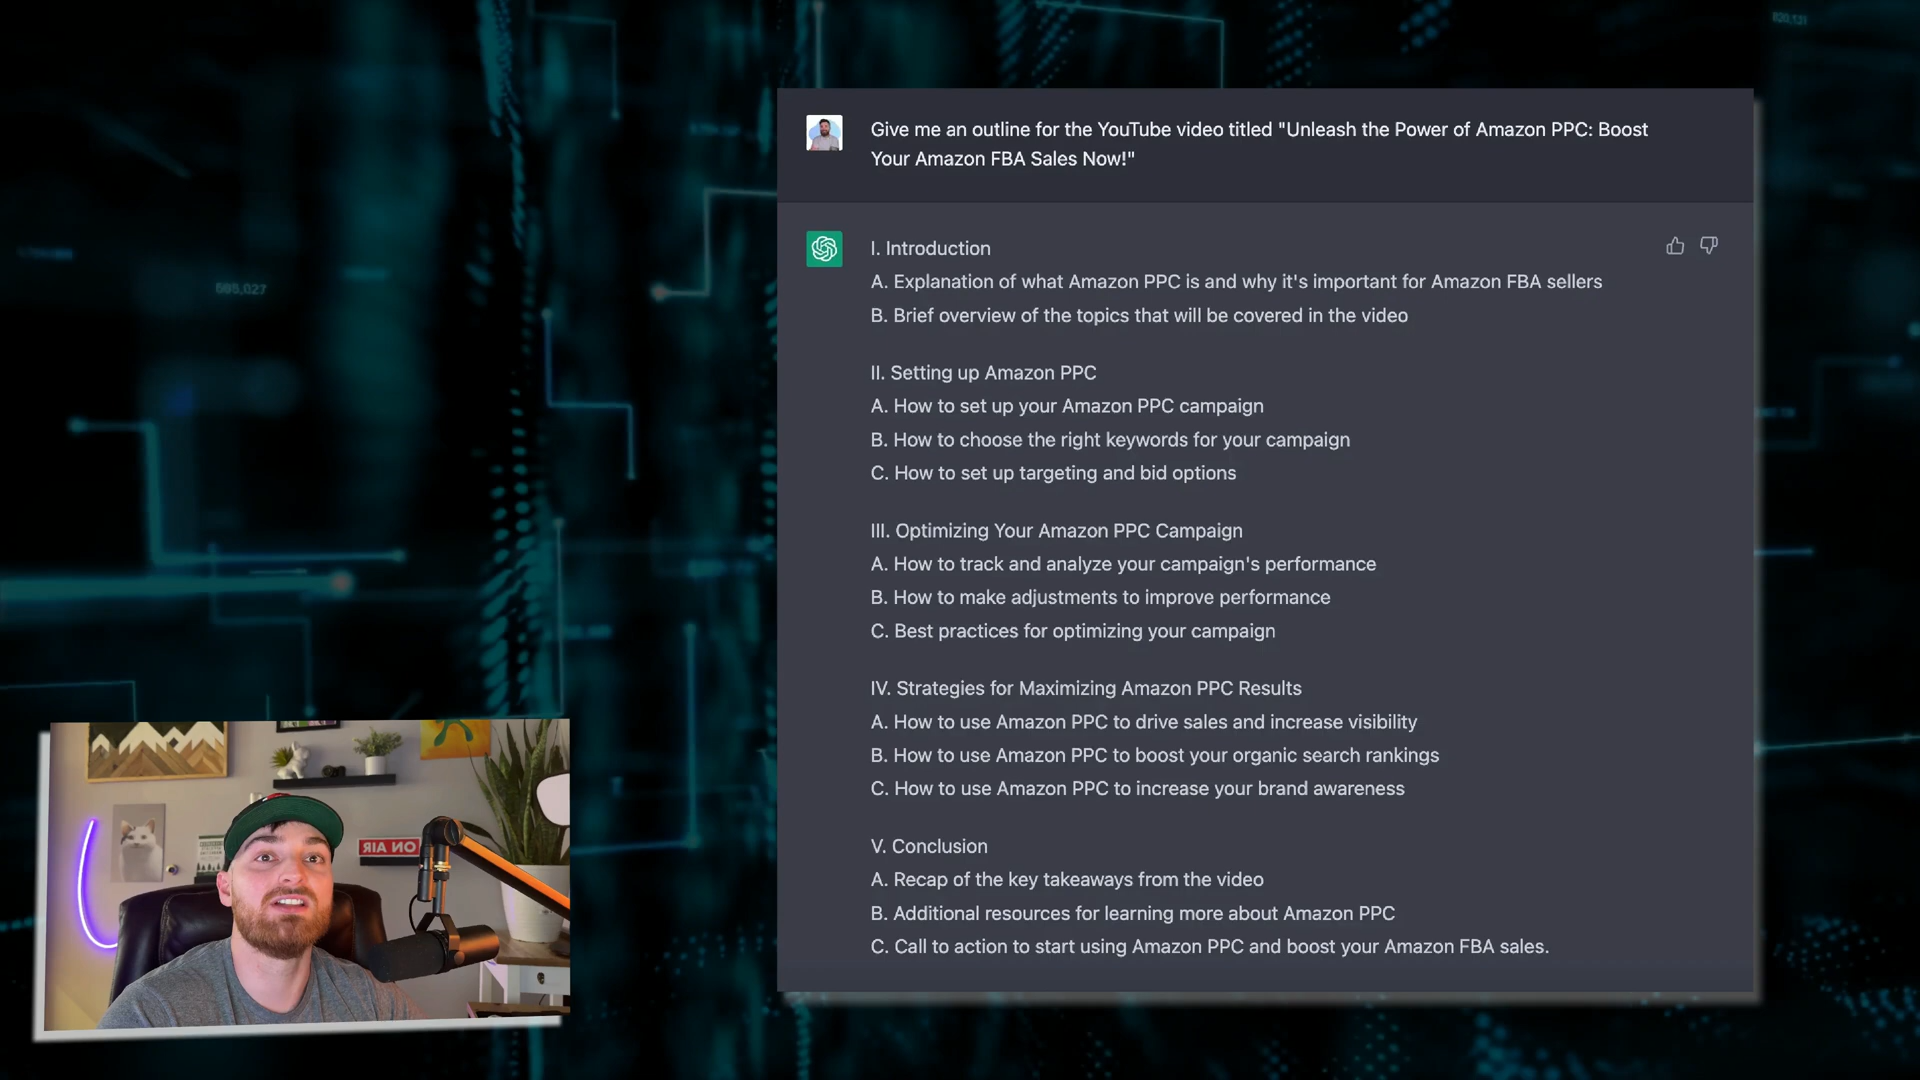 820,131
Give me an outline for the YouTube video titled "Unleash the Power of Amazon PPC: Boost
Your Amazon FBA Sales Now!"
I. Introduction
A. Explanation of what Amazon PPC is and why it's important for Amazon FBA sellers
B. Brief overview of the topics that will be covered in the video
II. Setting up Amazon PPC
A. How to set up your Amazon PPC campaign
B. How to choose the right keywords for your campaign
C. How to set up targeting and bid options
III. Optimizing Your Amazon PPC Campaign
A. How to track and analyze your campaign's performance
B. How to make adjustments to improve performance
C. Best practices for optimizing your campaign
IV. Strategies for Maximizing Amazon PPC Results
A. How to use Amazon PPC to drive sales and increase visibility
B. How to use Amazon PPC to boost your organic search rankings
C. How to use Amazon PPC to increase your brand awareness
V. Conclusion
A. Recap of the key takeaways from the video
B. Additional resources for learning more about Amazon PPC
C. Call to action to start using Amazon PPC and boost your Amazon FBA sales.
ON AIR